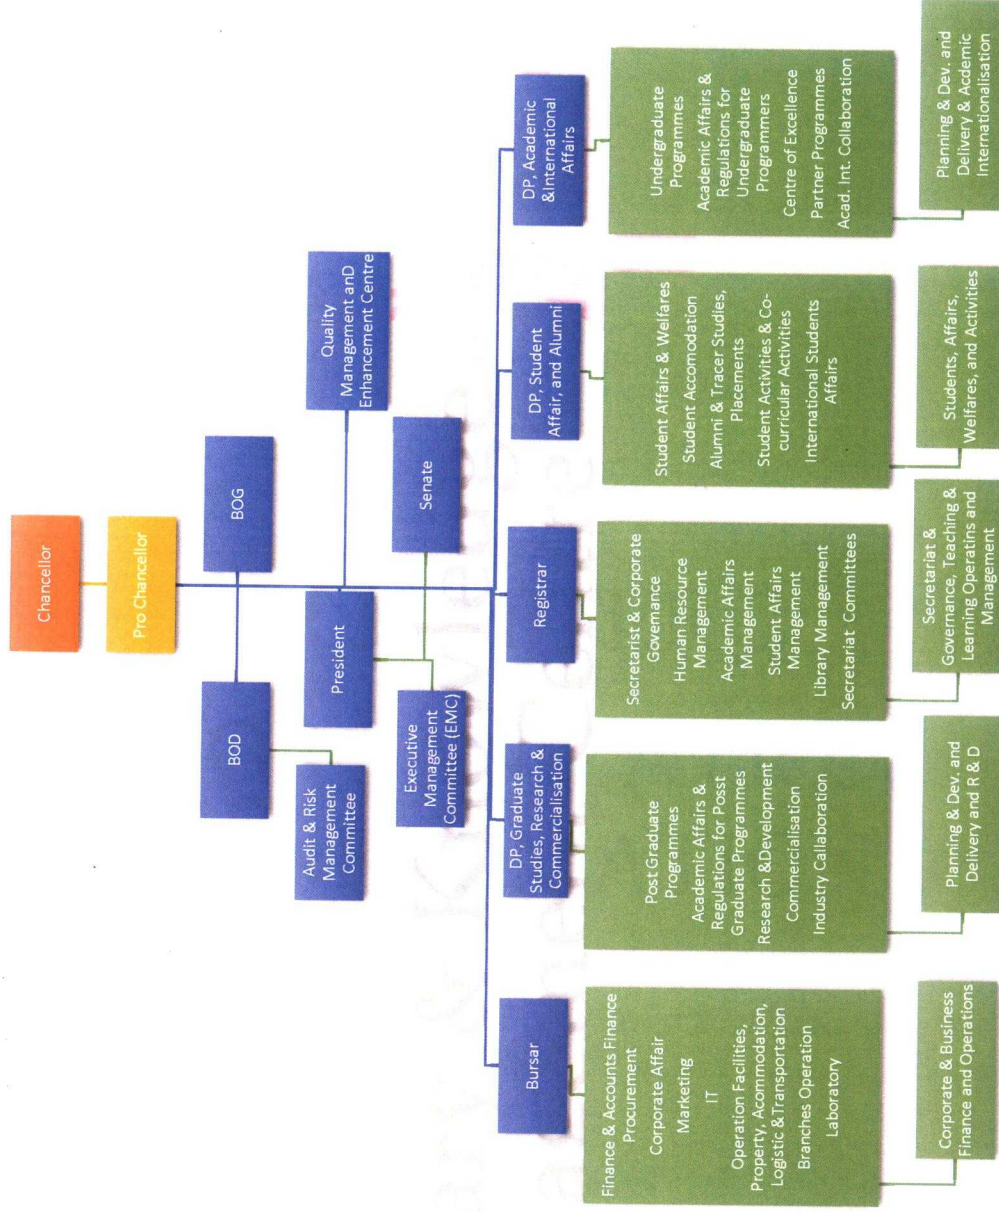 Chancellor
Pro Chancellor
BOD
BOG
Audit & Risk
Management
Committee
President
Quality
Management anD
Enhancement Centre
Executive
Management
Committee (EMC)
Senate
Bursar
DP, Graduate
Studies, Research &
Commercialisation
Registrar
DP, Student
Affair, and Alumni
DP, Academic
&International
Affairs
Finance & Accounts Finance
Procurement
Corporate Affair
Marketing
IT
Operation Facilities,
Property, Acommodation,
Logistic &Transportation
Branches Operation
Laboratory
Post Graduate
Programmes
Academic Affairs &
Regulations for Posst
Graduate Programmes
Research &Development
Commercialisation
Industry Callaboration
Secretarist & Corporate
Governance
Human Resource
Management
Academic Affairs
Management
Student Affairs
Management
Library Management
Secretariat Committees
Student Affairs & Welfares
Student Accomodation
Alumni & Tracer Studies,
Placements
Student Activities & Co-
curricular Activities
International Students
Affairs
Undergraduate
Programmes
Academic Affairs &
Regulations for
Undergraduate
Programmers
Centre of Excellence
Partner Programmes
Acad. Int. Collaboration
Corporate & Business
Finance and Operations
Planning & Dev. and
Delivery and R & D
Secretariat &
Governance, Teaching &
Learning Operatins and
Management
Students, Affairs,
Welfares, and Activities
Planning & Dev. and
Delivery & Acdemic
Internationalisation